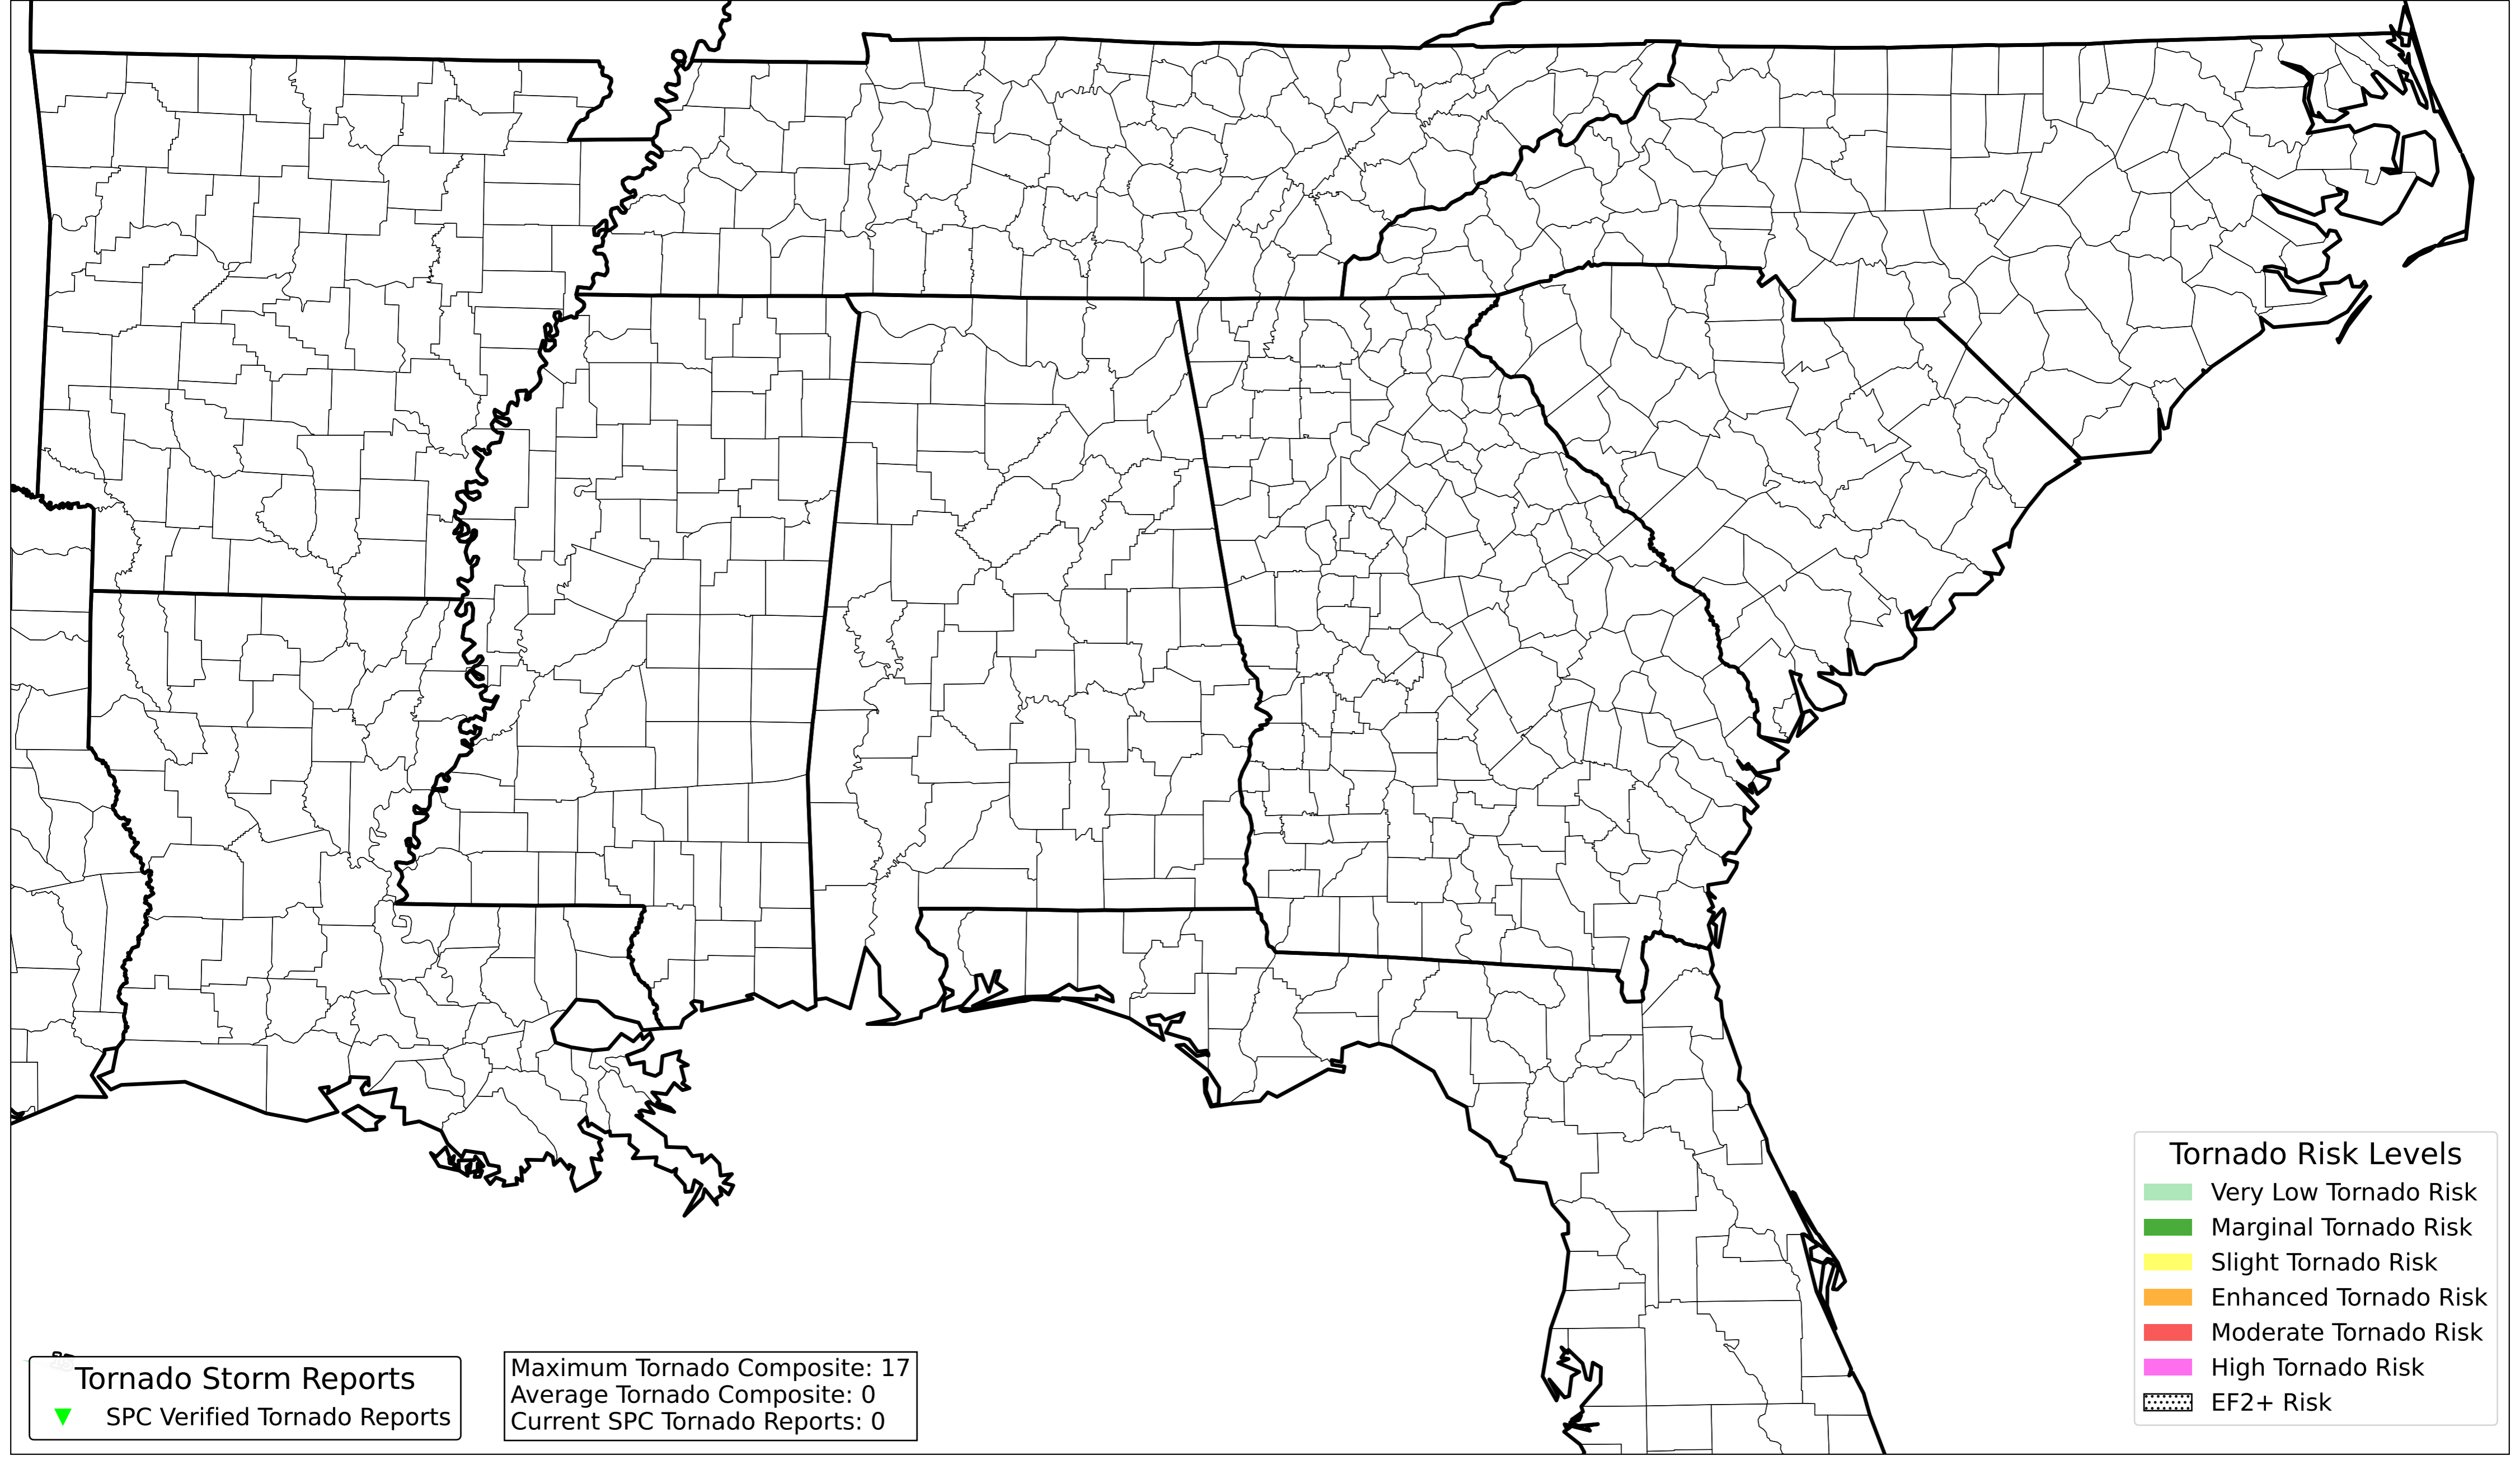 Tornado Risk Levels
Very Low Tornado Risk
Marginal Tornado Risk
Slight Tornado Risk
Enhanced Tornado Risk
Moderate Tornado Risk
High Tornado Risk
EF2+ Risk
Tornado Storm Reports
SPC Verified Tornado Reports
Maximum Tornado Composite: 17
Average Tornado Composite: 0
Current SPC Tornado Reports: 0